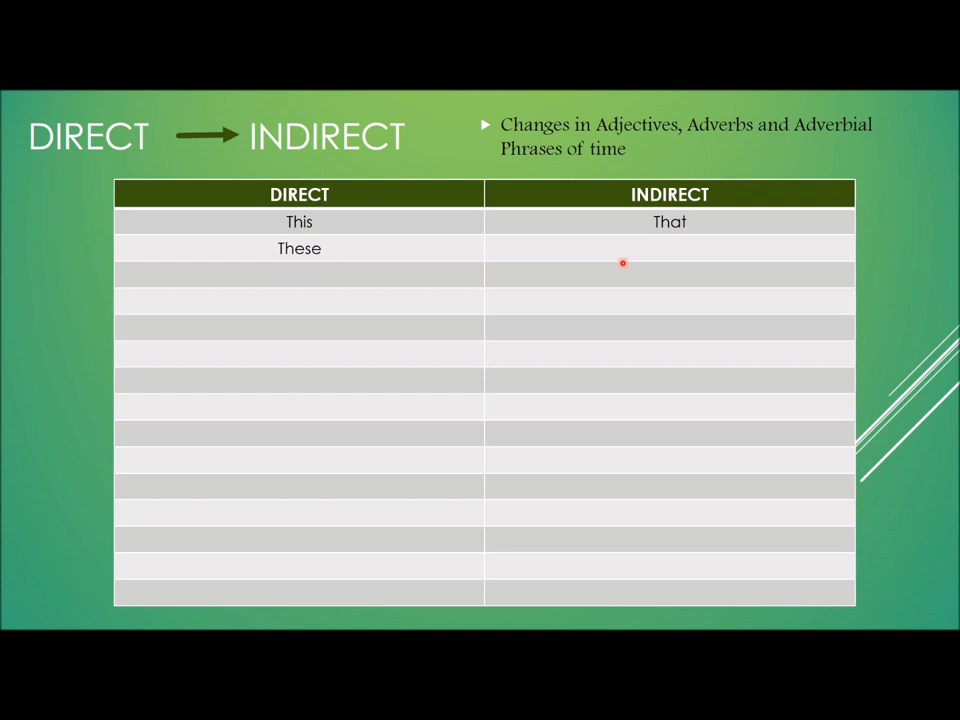 DIRECT INDIRECT
Changes in Adjectives, Adverbs and Adverbial
Phrases of time
DIRECT INDIRECT
This That
These